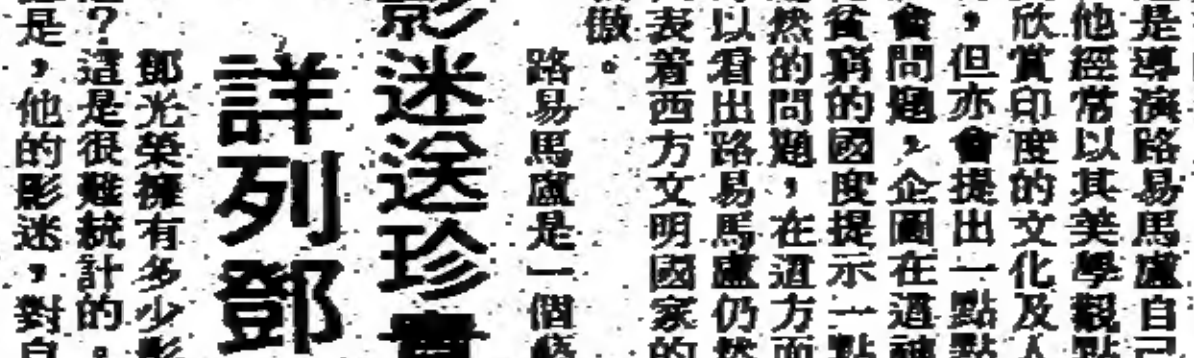 是導演路易馬盧自己
他經常以其美學觀點
欣賞印度的文化及人
，但亦會提出一點點
會問題，企圖在這
貧窮的國度提示一點
然的問題，在這方面
以看出路易馬盧仍然
表着西方文明國家的
傲。
路易馬盧是一個
影迷送珍貴
詳列鄧
鄧光榮擁有多少影
？這是很難統計的。
是，他的影迷，對自